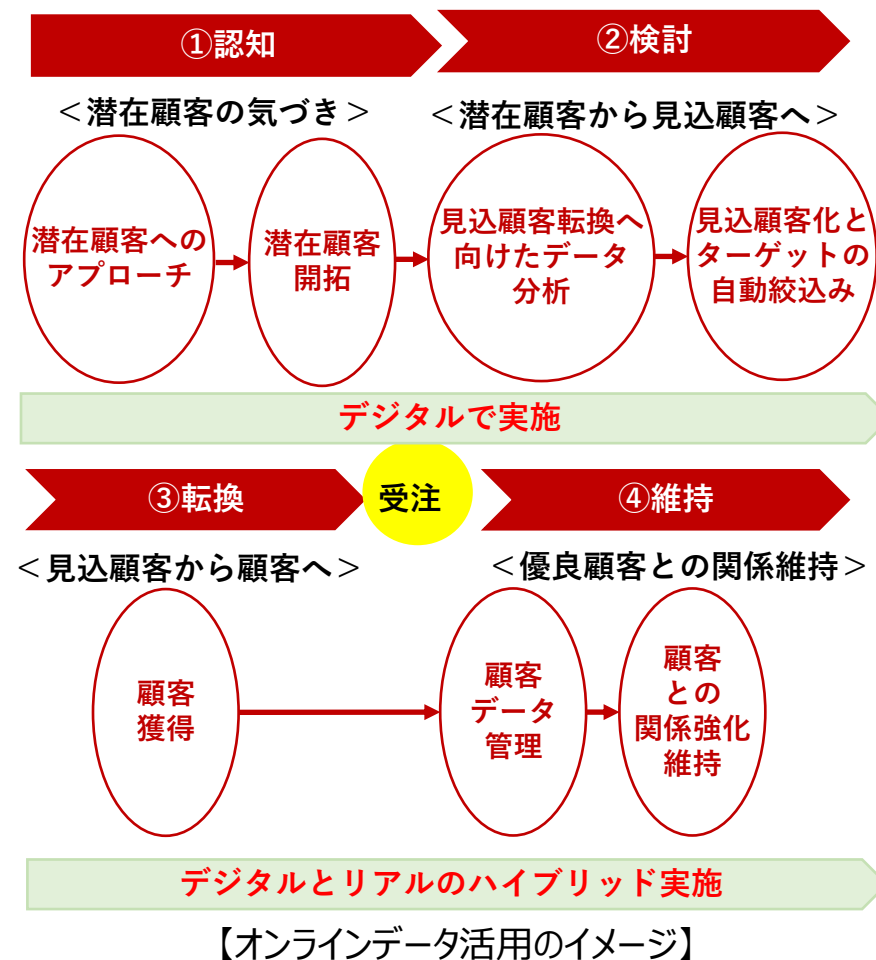 ①認知
②検討
＜潜在顧客の気づき＞
＜潜在顧客から見込顧客へ＞
潜在顧客への
アプローチ
潜在顧客
開拓
見込顧客転換へ
向けたデータ
分析
見込顧客化と
ターゲットの
自動絞込み
デジタルで実施
③転換
受注
④維持
＜見込顧客から顧客へ＞
＜優良顧客との関係維持＞
顧客
獲得
顧客
データ
管理
顧客
との
関係強化
維持
デジタルとリアルのハイブリッド実施
【オンラインデータ活用のイメージ】